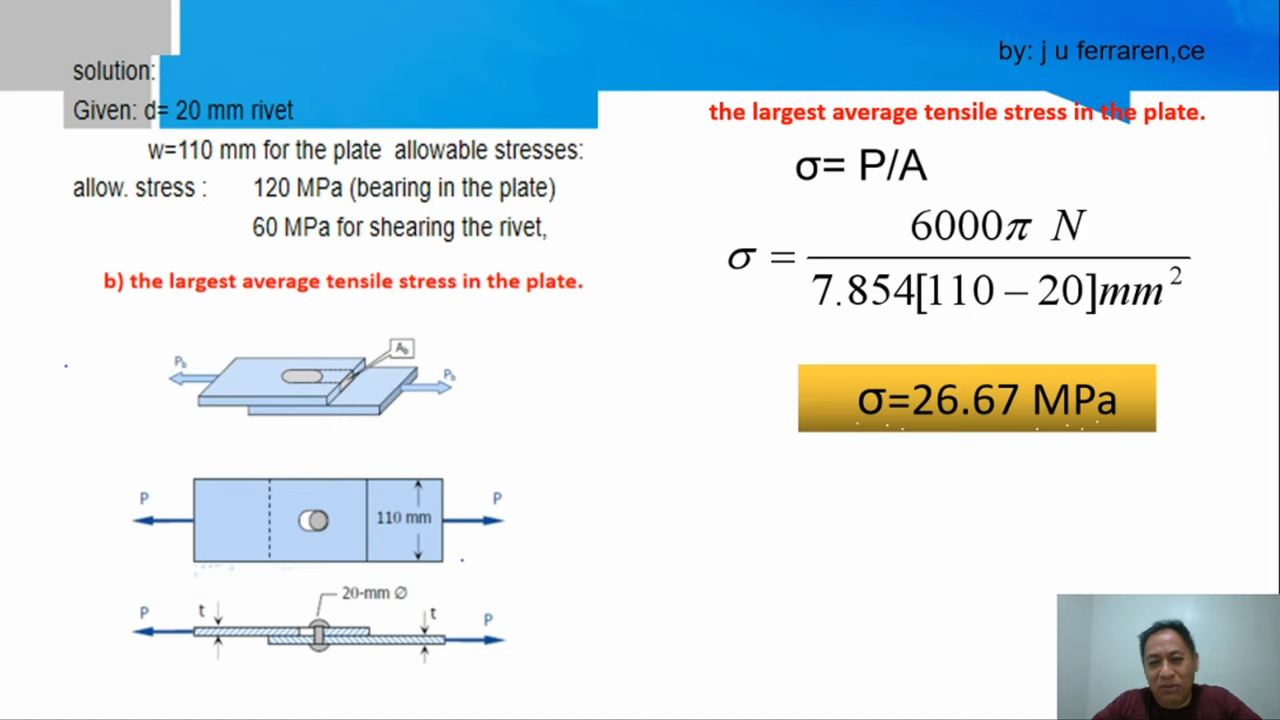 by: j u ferraren,ce
solution:
Given: d= 20 mm rivet
w=110 mm for the plate allowable stresses:
allow. stress : 120 MPa (bearing in the plate)
60 MPa for shearing the rivet,
b) the largest average tensile stress in the plate.
the largest average tensile stress in the plate.
σ= P/A
σ = 6000π N
7.854[110 – 20]mm²
σ=26.67 MPa
A_b
P_b
P_b
P
P
110 mm
20-mm Ø
P
t
t
P